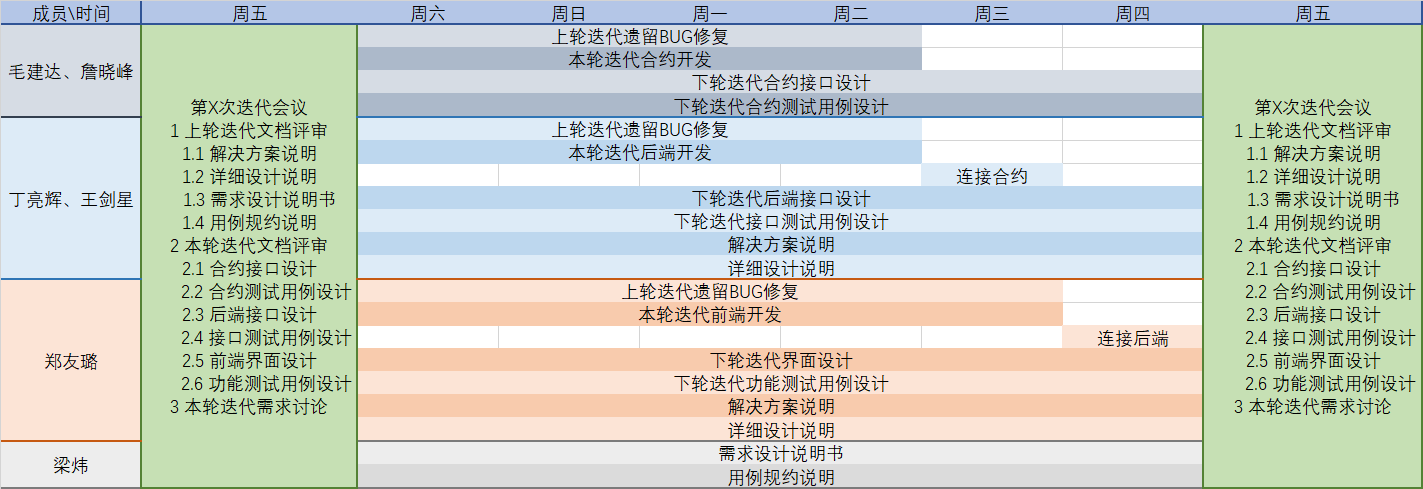 成员\时间 周五 周六 周日 周一 周二 周三 周四 周五
毛建达、詹晓峰
上轮迭代遗留BUG修复
本轮迭代合约开发
下轮迭代合约接口设计
下轮迭代合约测试用例设计
丁亮辉、王剑星
上轮迭代遗留BUG修复
本轮迭代后端开发
连接合约
下轮迭代后端接口设计
下轮迭代接口测试用例设计
解决方案说明
详细设计说明
郑友璐
上轮迭代遗留BUG修复
本轮迭代前端开发
连接后端
下轮迭代界面设计
下轮迭代功能测试用例设计
解决方案说明
详细设计说明
梁炜
需求设计说明书
用例规约说明
第X次迭代会议
1 上轮迭代文档评审
1.1 解决方案说明
1.2 详细设计说明
1.3 需求设计说明书
1.4 用例规约说明
2 本轮迭代文档评审
2.1 合约接口设计
2.2 合约测试用例设计
2.3 后端接口设计
2.4 接口测试用例设计
2.5 前端界面设计
2.6 功能测试用例设计
3 本轮迭代需求讨论
第X次迭代会议
1 上轮迭代文档评审
1.1 解决方案说明
1.2 详细设计说明
1.3 需求设计说明书
1.4 用例规约说明
2 本轮迭代文档评审
2.1 合约接口设计
2.2 合约测试用例设计
2.3 后端接口设计
2.4 接口测试用例设计
2.5 前端界面设计
2.6 功能测试用例设计
3 本轮迭代需求讨论